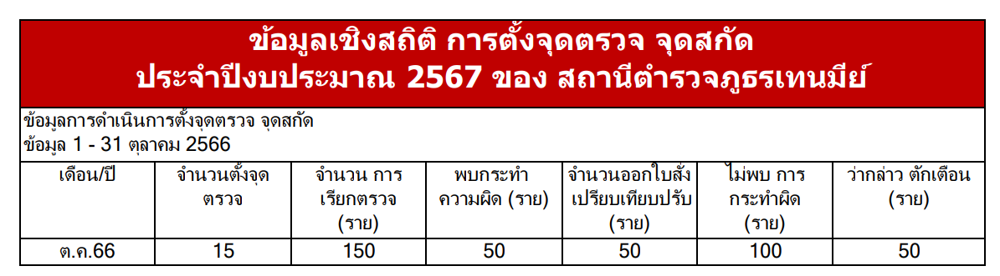 ข้อมูลเชิงสถิติ การตั้งจุดตรวจ จุดสกัด
ประจำปีงบประมาณ 2567 ของ สถานีตำรวจภูธรเทนมีย์
ข้อมูลการดำเนินการตั้งจุดตรวจ จุดสกัด
ข้อมูล 1 - 31 ตุลาคม 2566
เดือน/ปี
จำนวนตั้งจุด
ตรวจ
จำนวน การ
เรียกตรวจ
(ราย)
พบกระทำ
ความผิด (ราย)
จำนวนออกใบสั่ง
เปรียบเทียบปรับ
(ราย)
ไม่พบ การ
กระทำผิด
(ราย)
ว่ากล่าว ตักเตือน
(ราย)
ต.ค.66 15 150 50 50 100 50